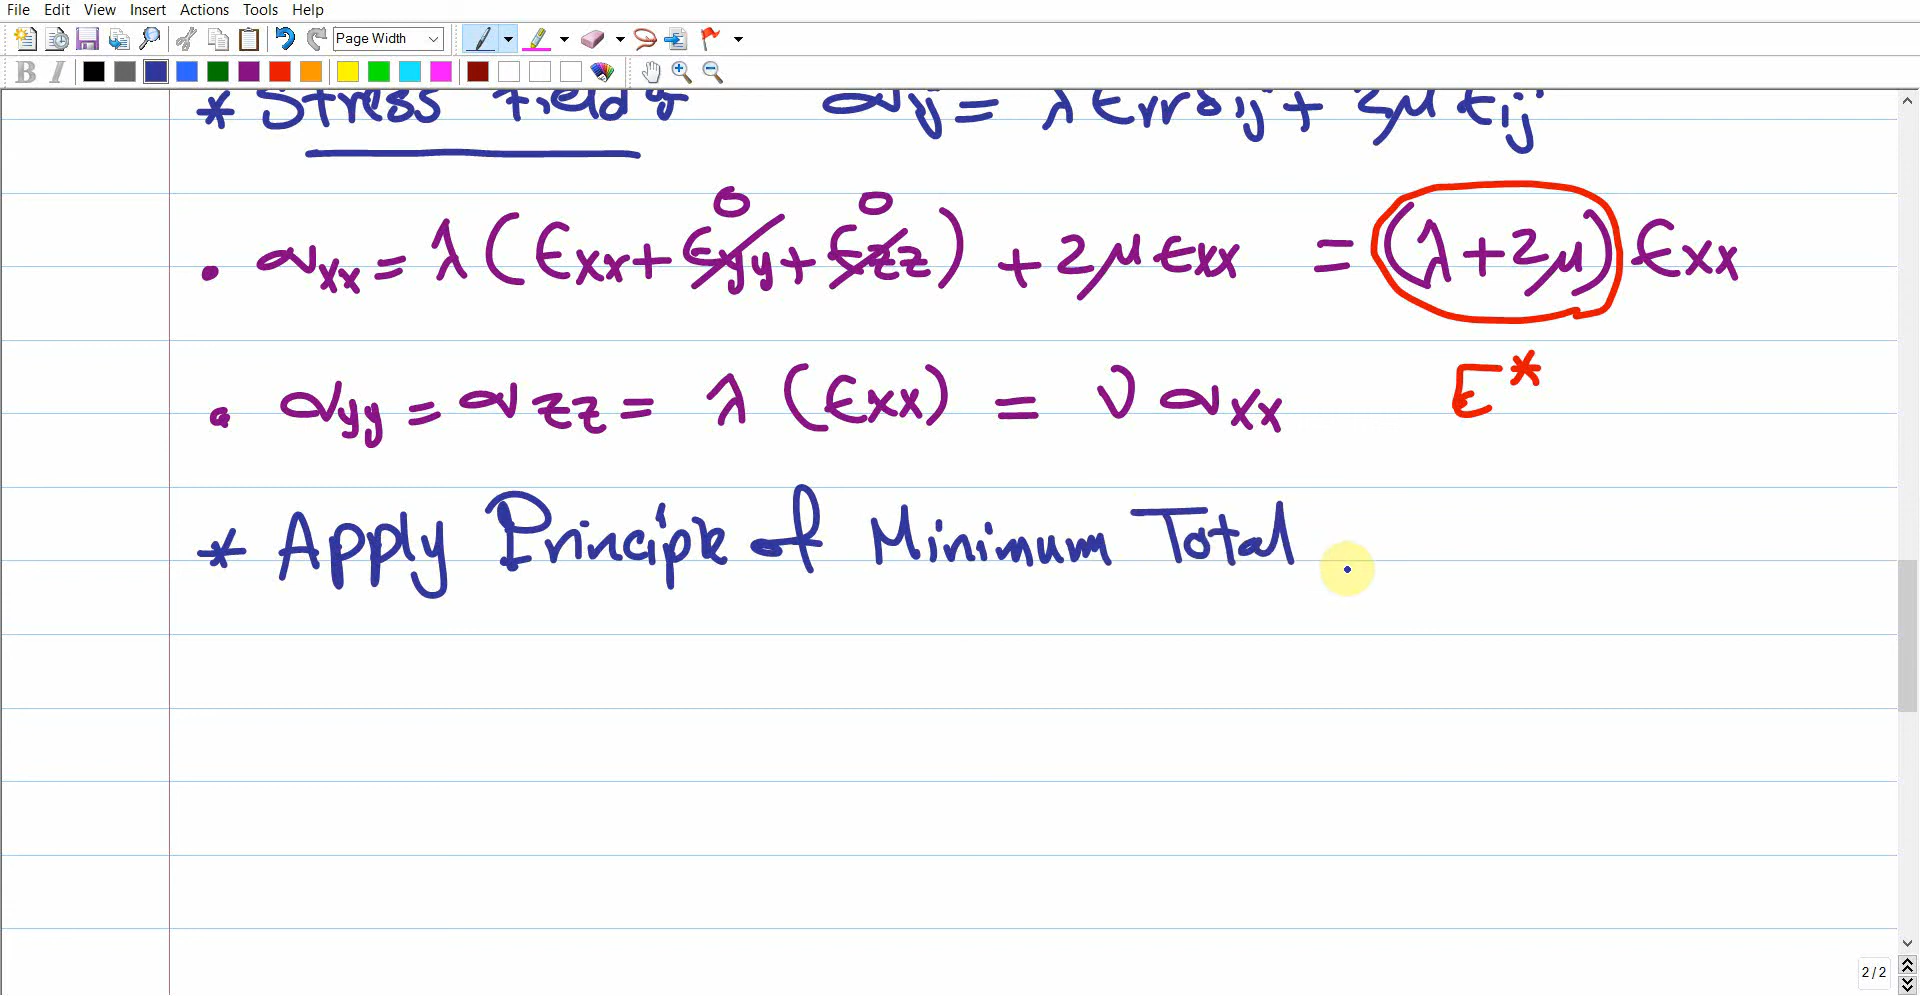 File Edit View Insert Actions Tools Help
Page Width
B I
* Stress Field σij = λ εrr δij + 2μ εij
0 0
• σxx = λ (εxx + εyy + εzz) + 2μ εxx = (λ + 2μ) εxx
E*
• σyy = σzz = λ (εxx) = ν σxx
* Apply Principle of Minimum Total
2 / 2